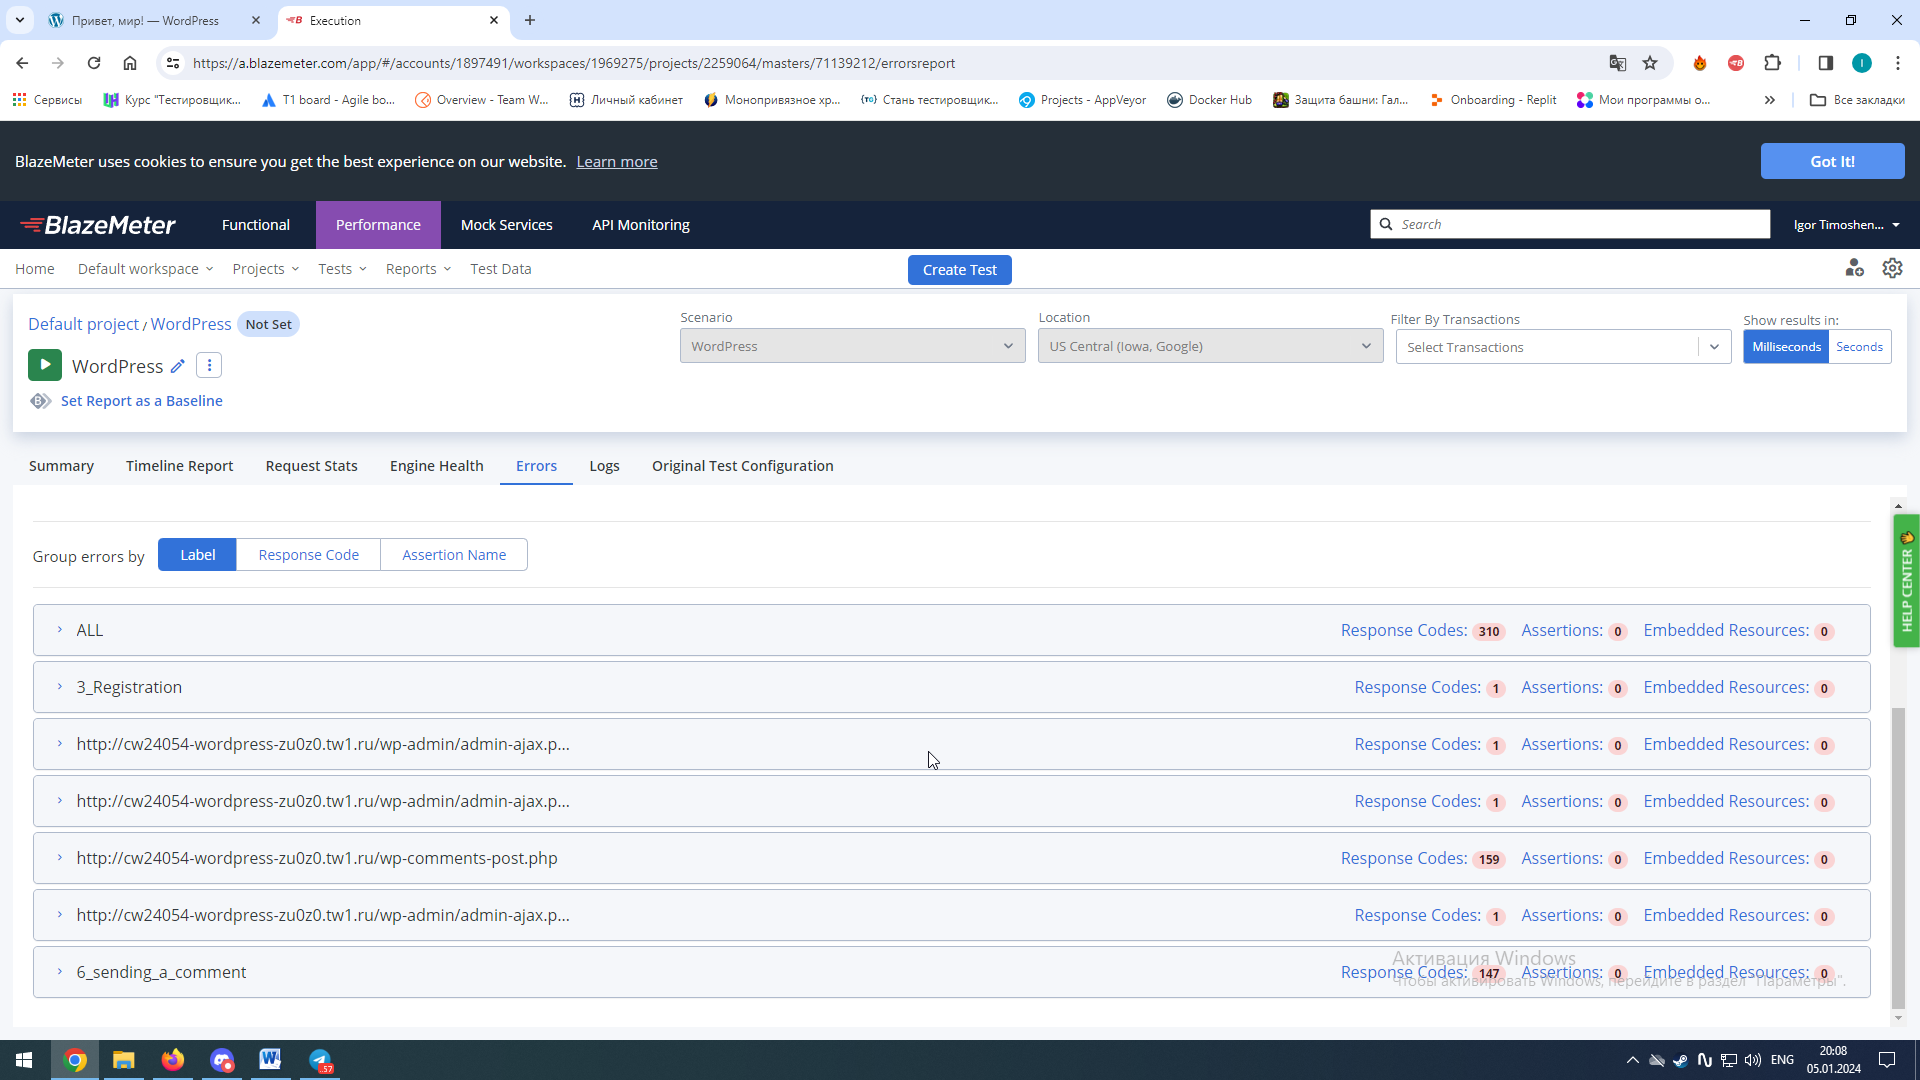 Привет, мир! — WordPress
Execution
https://a.blazemeter.com/app/#/accounts/1897491/workspaces/1969275/projects/2259064/masters/71139212/errorsreport
Сервисы
Курс "Тестировщик...
T1 board - Agile bo...
Overview - Team W...
Личный кабинет
Монопривязное хр...
Стань тестировщик...
Projects - AppVeyor
Docker Hub
Защита башни: Гал...
Onboarding - Replit
Мои программы о...
Все закладки
BlazeMeter uses cookies to ensure you get the best experience on our website. Learn more
Got It!
BlazeMeter
Functional
Performance
Mock Services
API Monitoring
Search
Igor Timoshen...
Home
Default workspace
Projects
Tests
Reports
Test Data
Create Test
Default project / WordPress Not Set
Scenario
Location
Filter By Transactions
Show results in:
WordPress
US Central (Iowa, Google)
Select Transactions
Milliseconds
Seconds
WordPress
Set Report as a Baseline
Summary
Timeline Report
Request Stats
Engine Health
Errors
Logs
Original Test Configuration
HELP CENTER
Group errors by
Label
Response Code
Assertion Name
ALL Response Codes: 310 Assertions: 0 Embedded Resources: 0
3_Registration Response Codes: 1 Assertions: 0 Embedded Resources: 0
http://cw24054-wordpress-zu0z0.tw1.ru/wp-admin/admin-ajax.p... Response Codes: 1 Assertions: 0 Embedded Resources: 0
http://cw24054-wordpress-zu0z0.tw1.ru/wp-admin/admin-ajax.p... Response Codes: 1 Assertions: 0 Embedded Resources: 0
http://cw24054-wordpress-zu0z0.tw1.ru/wp-comments-post.php Response Codes: 159 Assertions: 0 Embedded Resources: 0
http://cw24054-wordpress-zu0z0.tw1.ru/wp-admin/admin-ajax.p... Response Codes: 1 Assertions: 0 Embedded Resources: 0
6_sending_a_comment Response Codes: 147 Assertions: 0 Embedded Resources: 0
Активация Windows
Чтобы активировать Windows, перейдите в раздел "Параметры".
57
ENG
20:08
05.01.2024